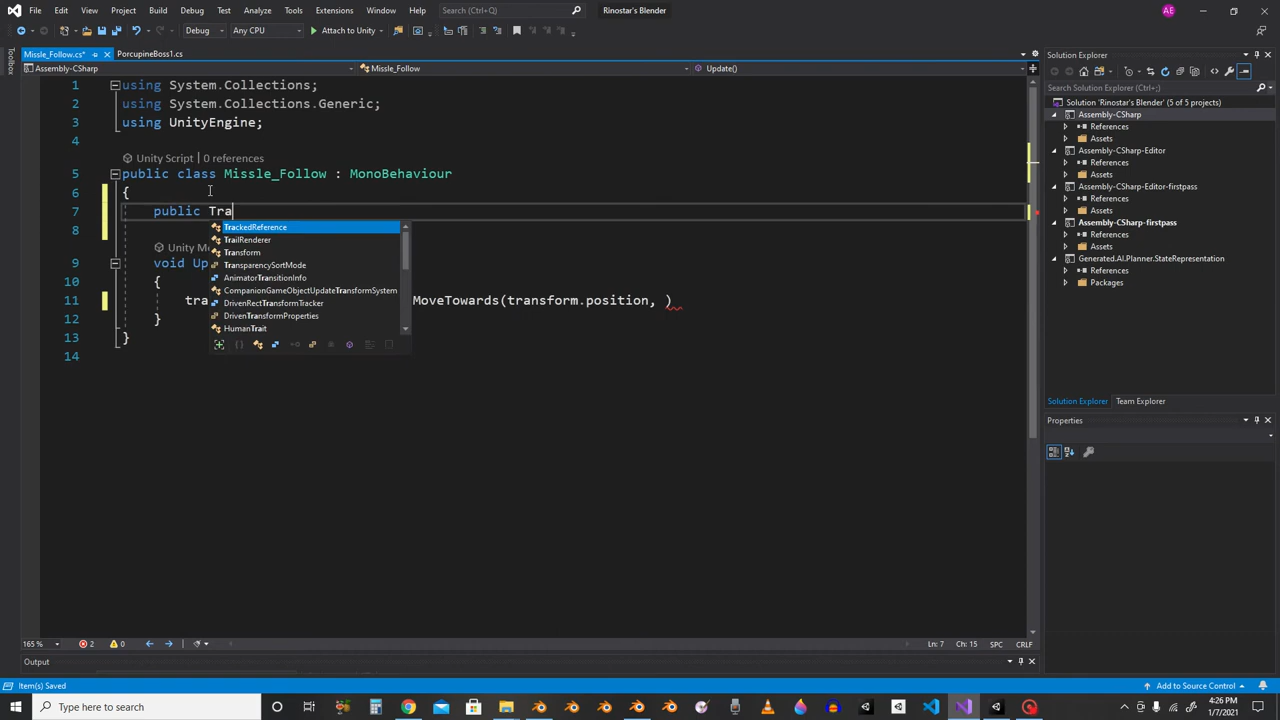 File Edit View Project Build Debug Test Analyze Tools Extensions Window Help Search (Ctrl+Q) Rinostar's Blender AE
Debug Any CPU Attach to Unity
Missle_Follow.cs* PorcupineBoss1.cs
Assembly-CSharp Missle_Follow Update()
Toolbox
1 using System.Collections;
2 using System.Collections.Generic;
3 using UnityEngine;
4
Unity Script | 0 references
5 public class Missle_Follow : MonoBehaviour
6 {
7 public Tra
8
TrackedReference
TrailRenderer
Transform
TransparencySortMode
AnimatorTransitionInfo
CompanionGameObjectUpdateTransformSystem
DrivenRectTransformTracker
DrivenTransformProperties
HumanTrait
Unity Me
9 void Up
10 {
11 tra MoveTowards(transform.position, )
12 }
13 }
14
165 % 2 0 Ln: 7 Ch: 15 SPC CRLF
Output
Solution Explorer
Search Solution Explorer (Ctrl+;)
Solution 'Rinostar's Blender' (5 of 5 projects)
Assembly-CSharp
References
Assets
Assembly-CSharp-Editor
References
Assets
Assembly-CSharp-Editor-firstpass
References
Assets
Assembly-CSharp-firstpass
References
Assets
Generated.AI.Planner.StateRepresentation
References
Packages
Solution Explorer Team Explorer
Properties
Item(s) Saved Add to Source Control
Type here to search 4:26 PM
1/7/2021